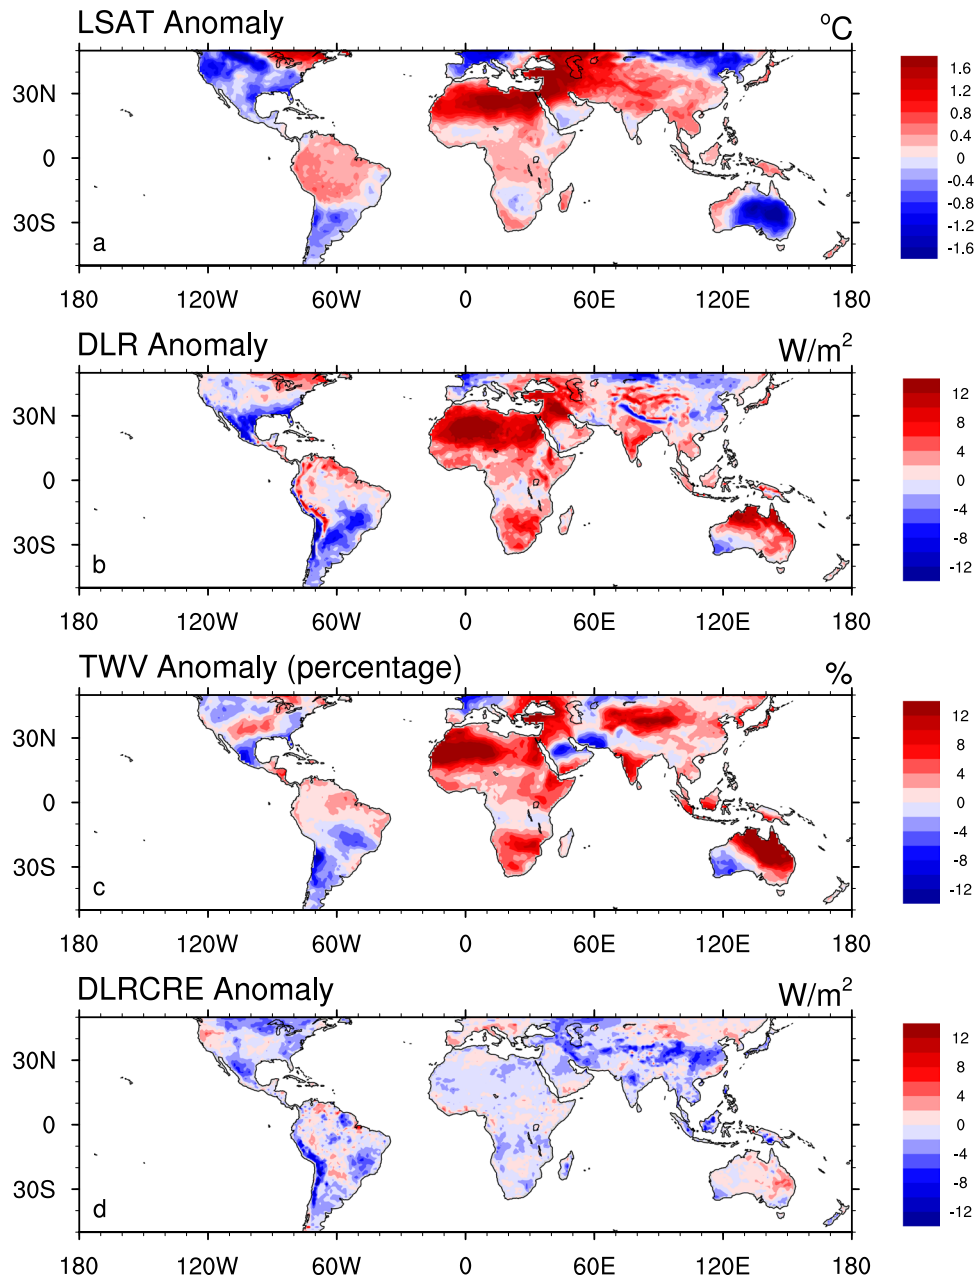 LSAT Anomaly °C
30N
0
30S
a
180 120W 60W 0 60E 120E 180
1.6
1.2
0.8
0.4
0
-0.4
-0.8
-1.2
-1.6
DLR Anomaly W/m²
30N
0
30S
b
180 120W 60W 0 60E 120E 180
12
8
4
0
-4
-8
-12
TWV Anomaly (percentage) %
30N
0
30S
c
180 120W 60W 0 60E 120E 180
12
8
4
0
-4
-8
-12
DLRCRE Anomaly W/m²
30N
0
30S
d
180 120W 60W 0 60E 120E 180
12
8
4
0
-4
-8
-12